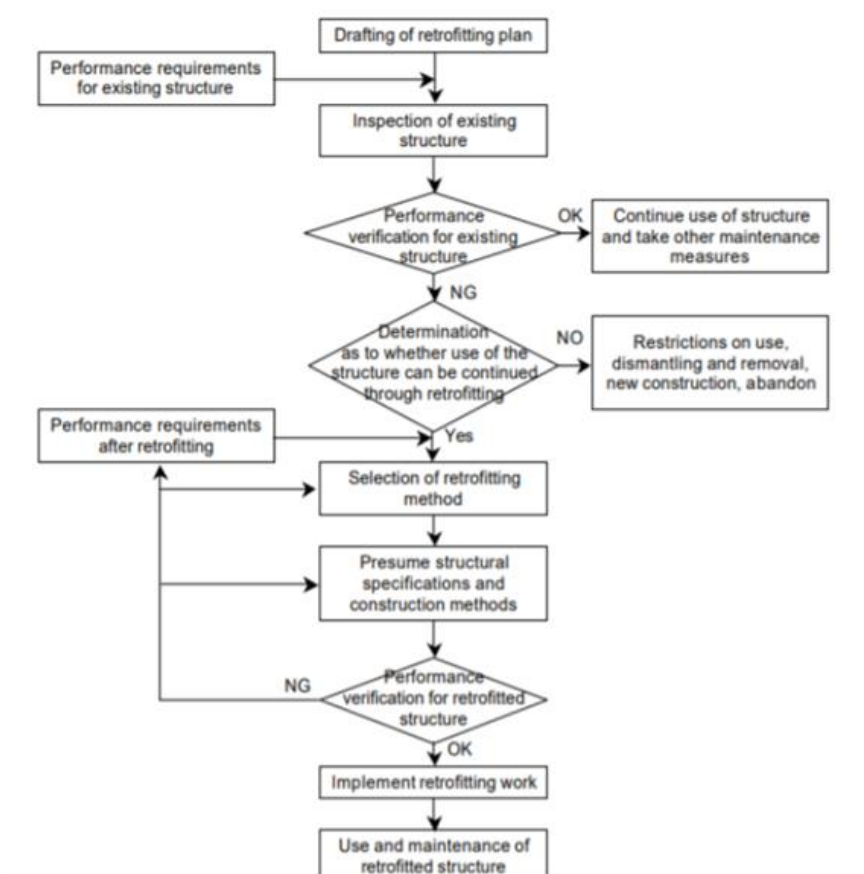 Drafting of retrofitting plan
Performance requirements
for existing structure
Inspection of existing
structure
Performance
verification for existing
structure
OK
Continue use of structure
and take other maintenance
measures
NG
Determination
as to whether use of the
structure can be continued
through retrofitting
NO
Restrictions on use,
dismantling and removal,
new construction, abandon
Performance requirements
after retrofitting
Yes
Selection of retrofitting
method
Presume structural
specifications and
construction methods
Performance
verification for retrofitted
structure
NG
OK
Implement retrofitting work
Use and maintenance of
retrofitted structure